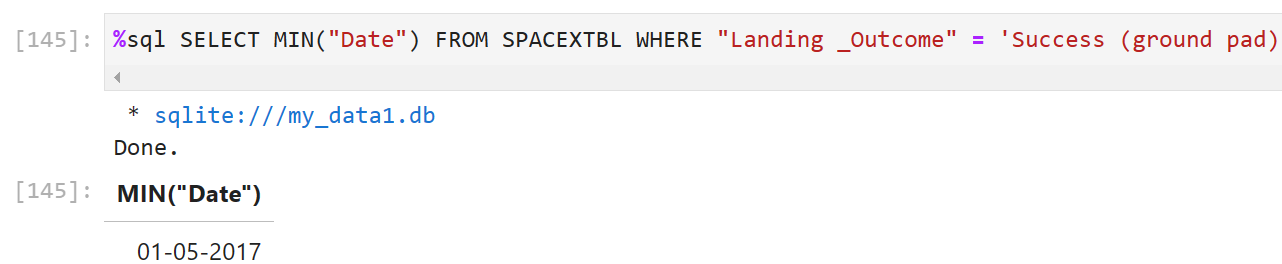 [145]: %sql SELECT MIN("Date") FROM SPACEXTBL WHERE "Landing _Outcome" = 'Success (ground pad)
* sqlite:///my_data1.db
Done.
[145]: MIN("Date")
01-05-2017